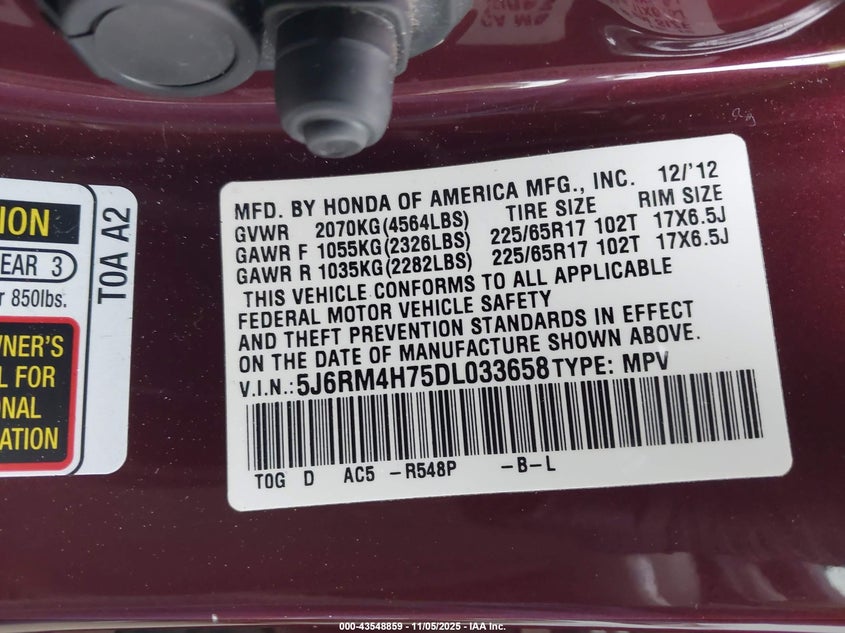 MFD. BY HONDA OF AMERICA MFG., INC. 12/'12
GVWR 2070KG(4564LBS) TIRE SIZE RIM SIZE
GAWR F 1055KG(2326LBS) 225/65R17 102T 17X6.5J
GAWR R 1035KG(2282LBS) 225/65R17 102T 17X6.5J
THIS VEHICLE CONFORMS TO ALL APPLICABLE
FEDERAL MOTOR VEHICLE SAFETY
AND THEFT PREVENTION STANDARDS IN EFFECT
ON THE DATE OF MANUFACTURE SHOWN ABOVE.
V.I.N.: 5J6RM4H75DL033658 TYPE: MPV
TOG D AC5 -R548P -B-L
ION
EAR 3
r 850lbs.
WNER'S
L FOR
ONAL
ATION
T0A A2
000-43548859 - 11/05/2025 - IAA Inc.